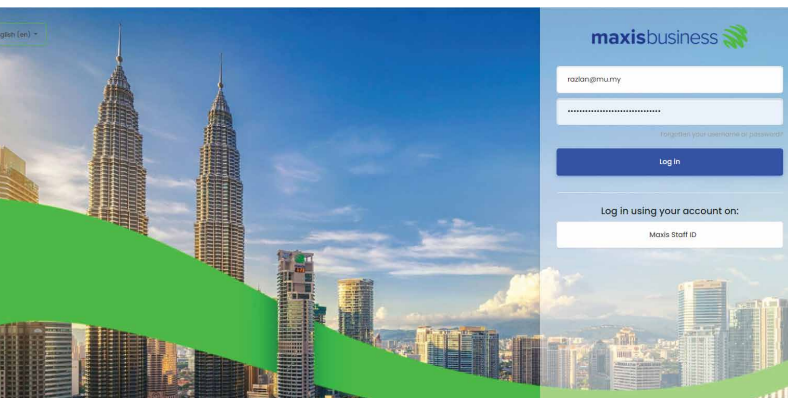 nglish (en)
maxisbusiness
razlan@mu.my
Forgotten your username or password?
Log in
Log in using your account on:
Maxis Staff ID